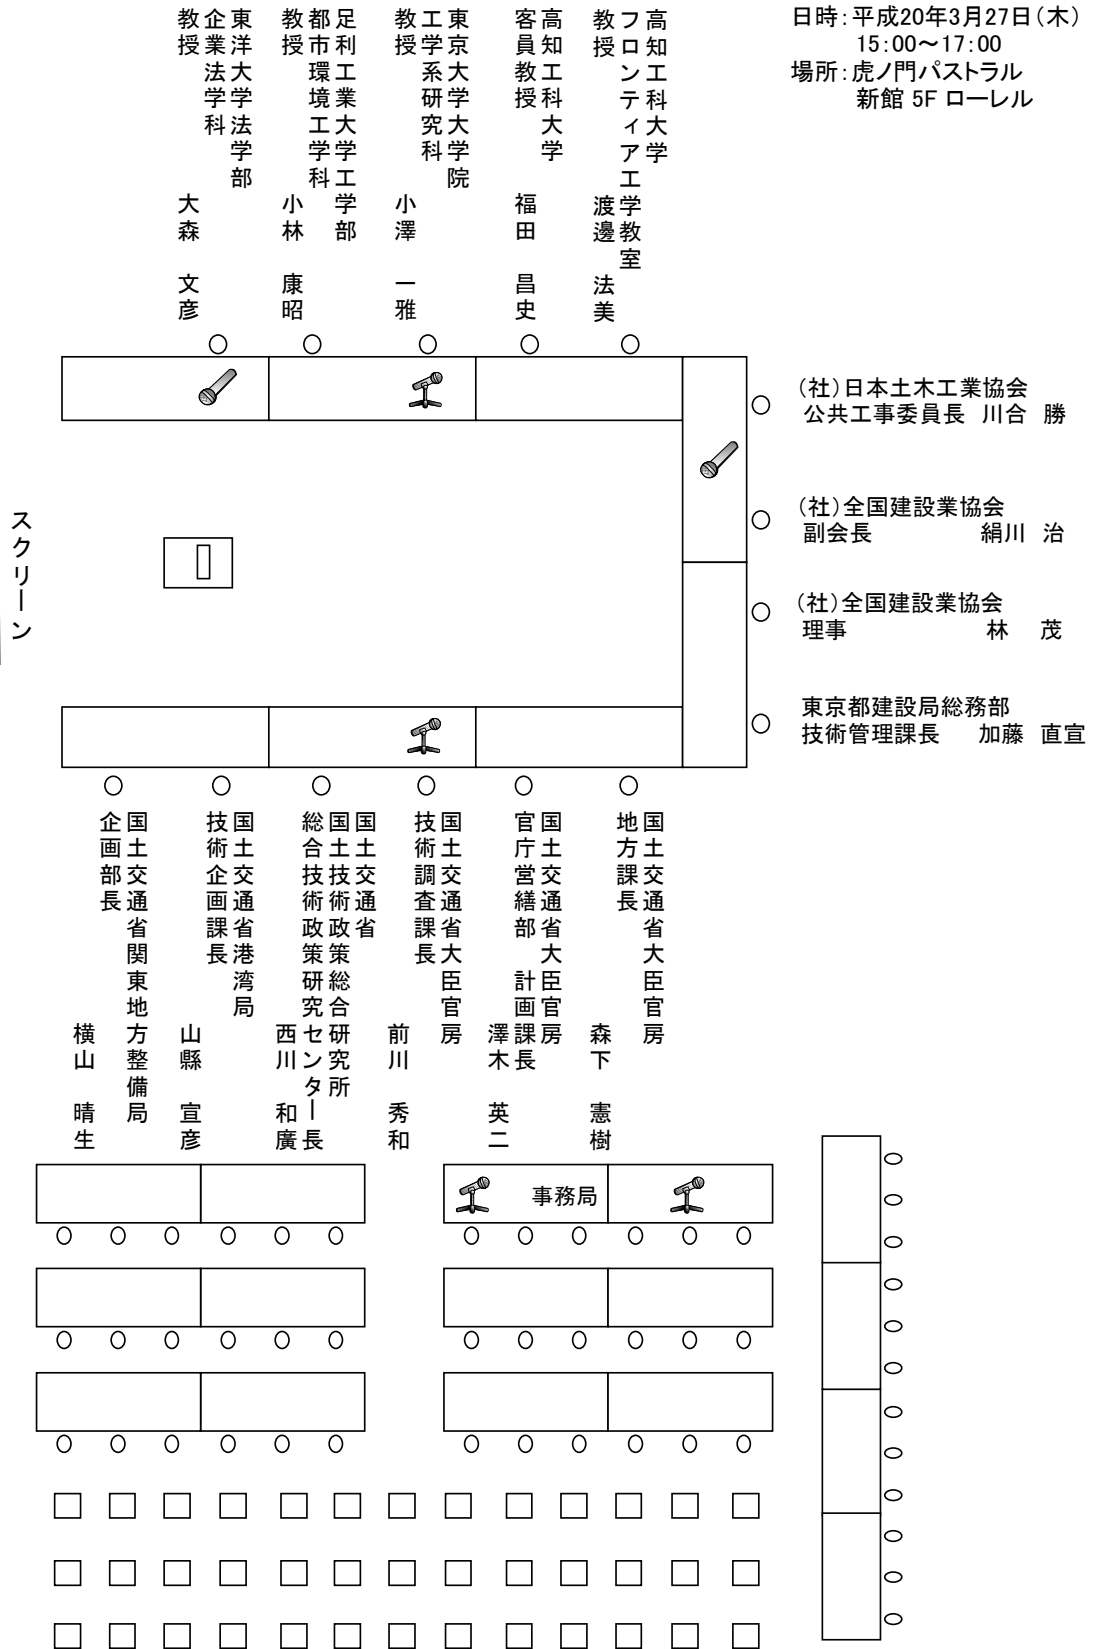 日時：平成20年3月27日（木）
15：00～17：00
場所：虎ノ門パストラル
新館 5F ローレル
高知工科大学
フロンティア工学教室
教授 渡邊 法美
高知工科大学
客員教授 福田 昌史
東京大学大学院
工学系研究科
教授 小澤 一雅
足利工業大学工学部
都市環境工学科
教授 小林 康昭
東洋大学法学部
企業法学科
教授 大森 文彦
（社）日本土木工業協会
公共工事委員長 川合 勝
（社）全国建設業協会
副会長 絹川 治
（社）全国建設業協会
理事 林 茂
東京都建設局総務部
技術管理課長 加藤 直宣
スクリーン
国土交通省大臣官房
地方課長
森下 憲樹
国土交通省大臣官房
官庁営繕部 計画課長
澤木 英二
国土交通省大臣官房
技術調査課長
前川 秀和
国土交通省
国土技術政策総合研究所
総合技術政策研究センター長
西川 和廣
国土交通省港湾局
技術企画課長
山縣 宣彦
国土交通省関東地方整備局
企画部長
横山 晴生
事務局